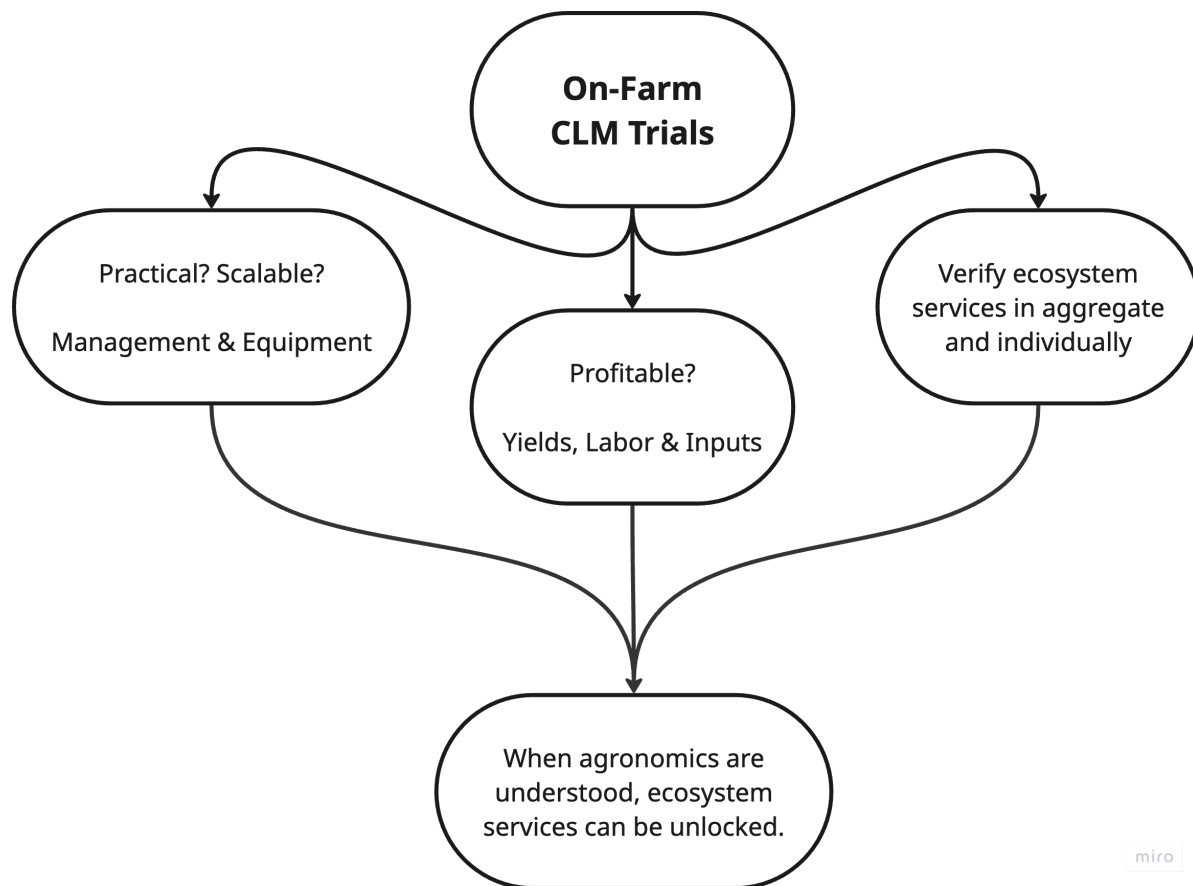 On-Farm
CLM Trials
Practical? Scalable?
Management & Equipment
Profitable?
Yields, Labor & Inputs
Verify ecosystem
services in aggregate
and individually
When agronomics are
understood, ecosystem
services can be unlocked.
miro